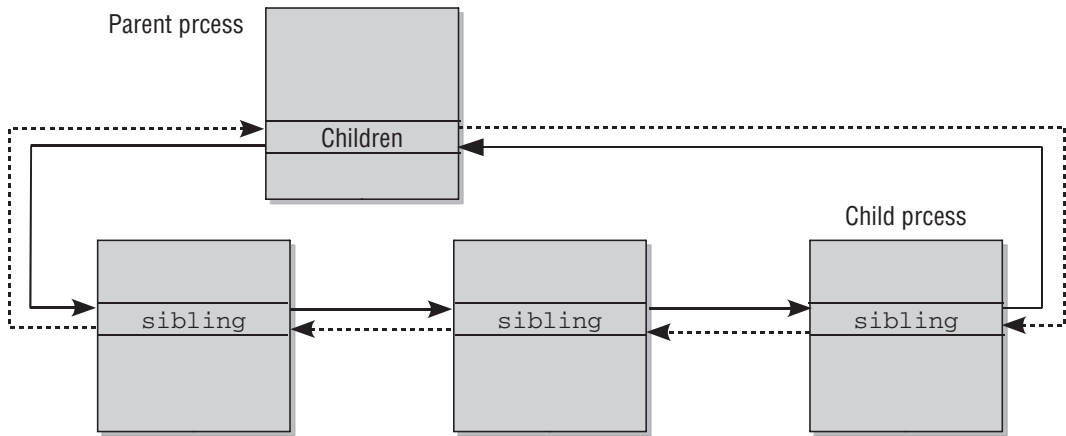 Parent prcess
Children
Child prcess
sibling
sibling
sibling